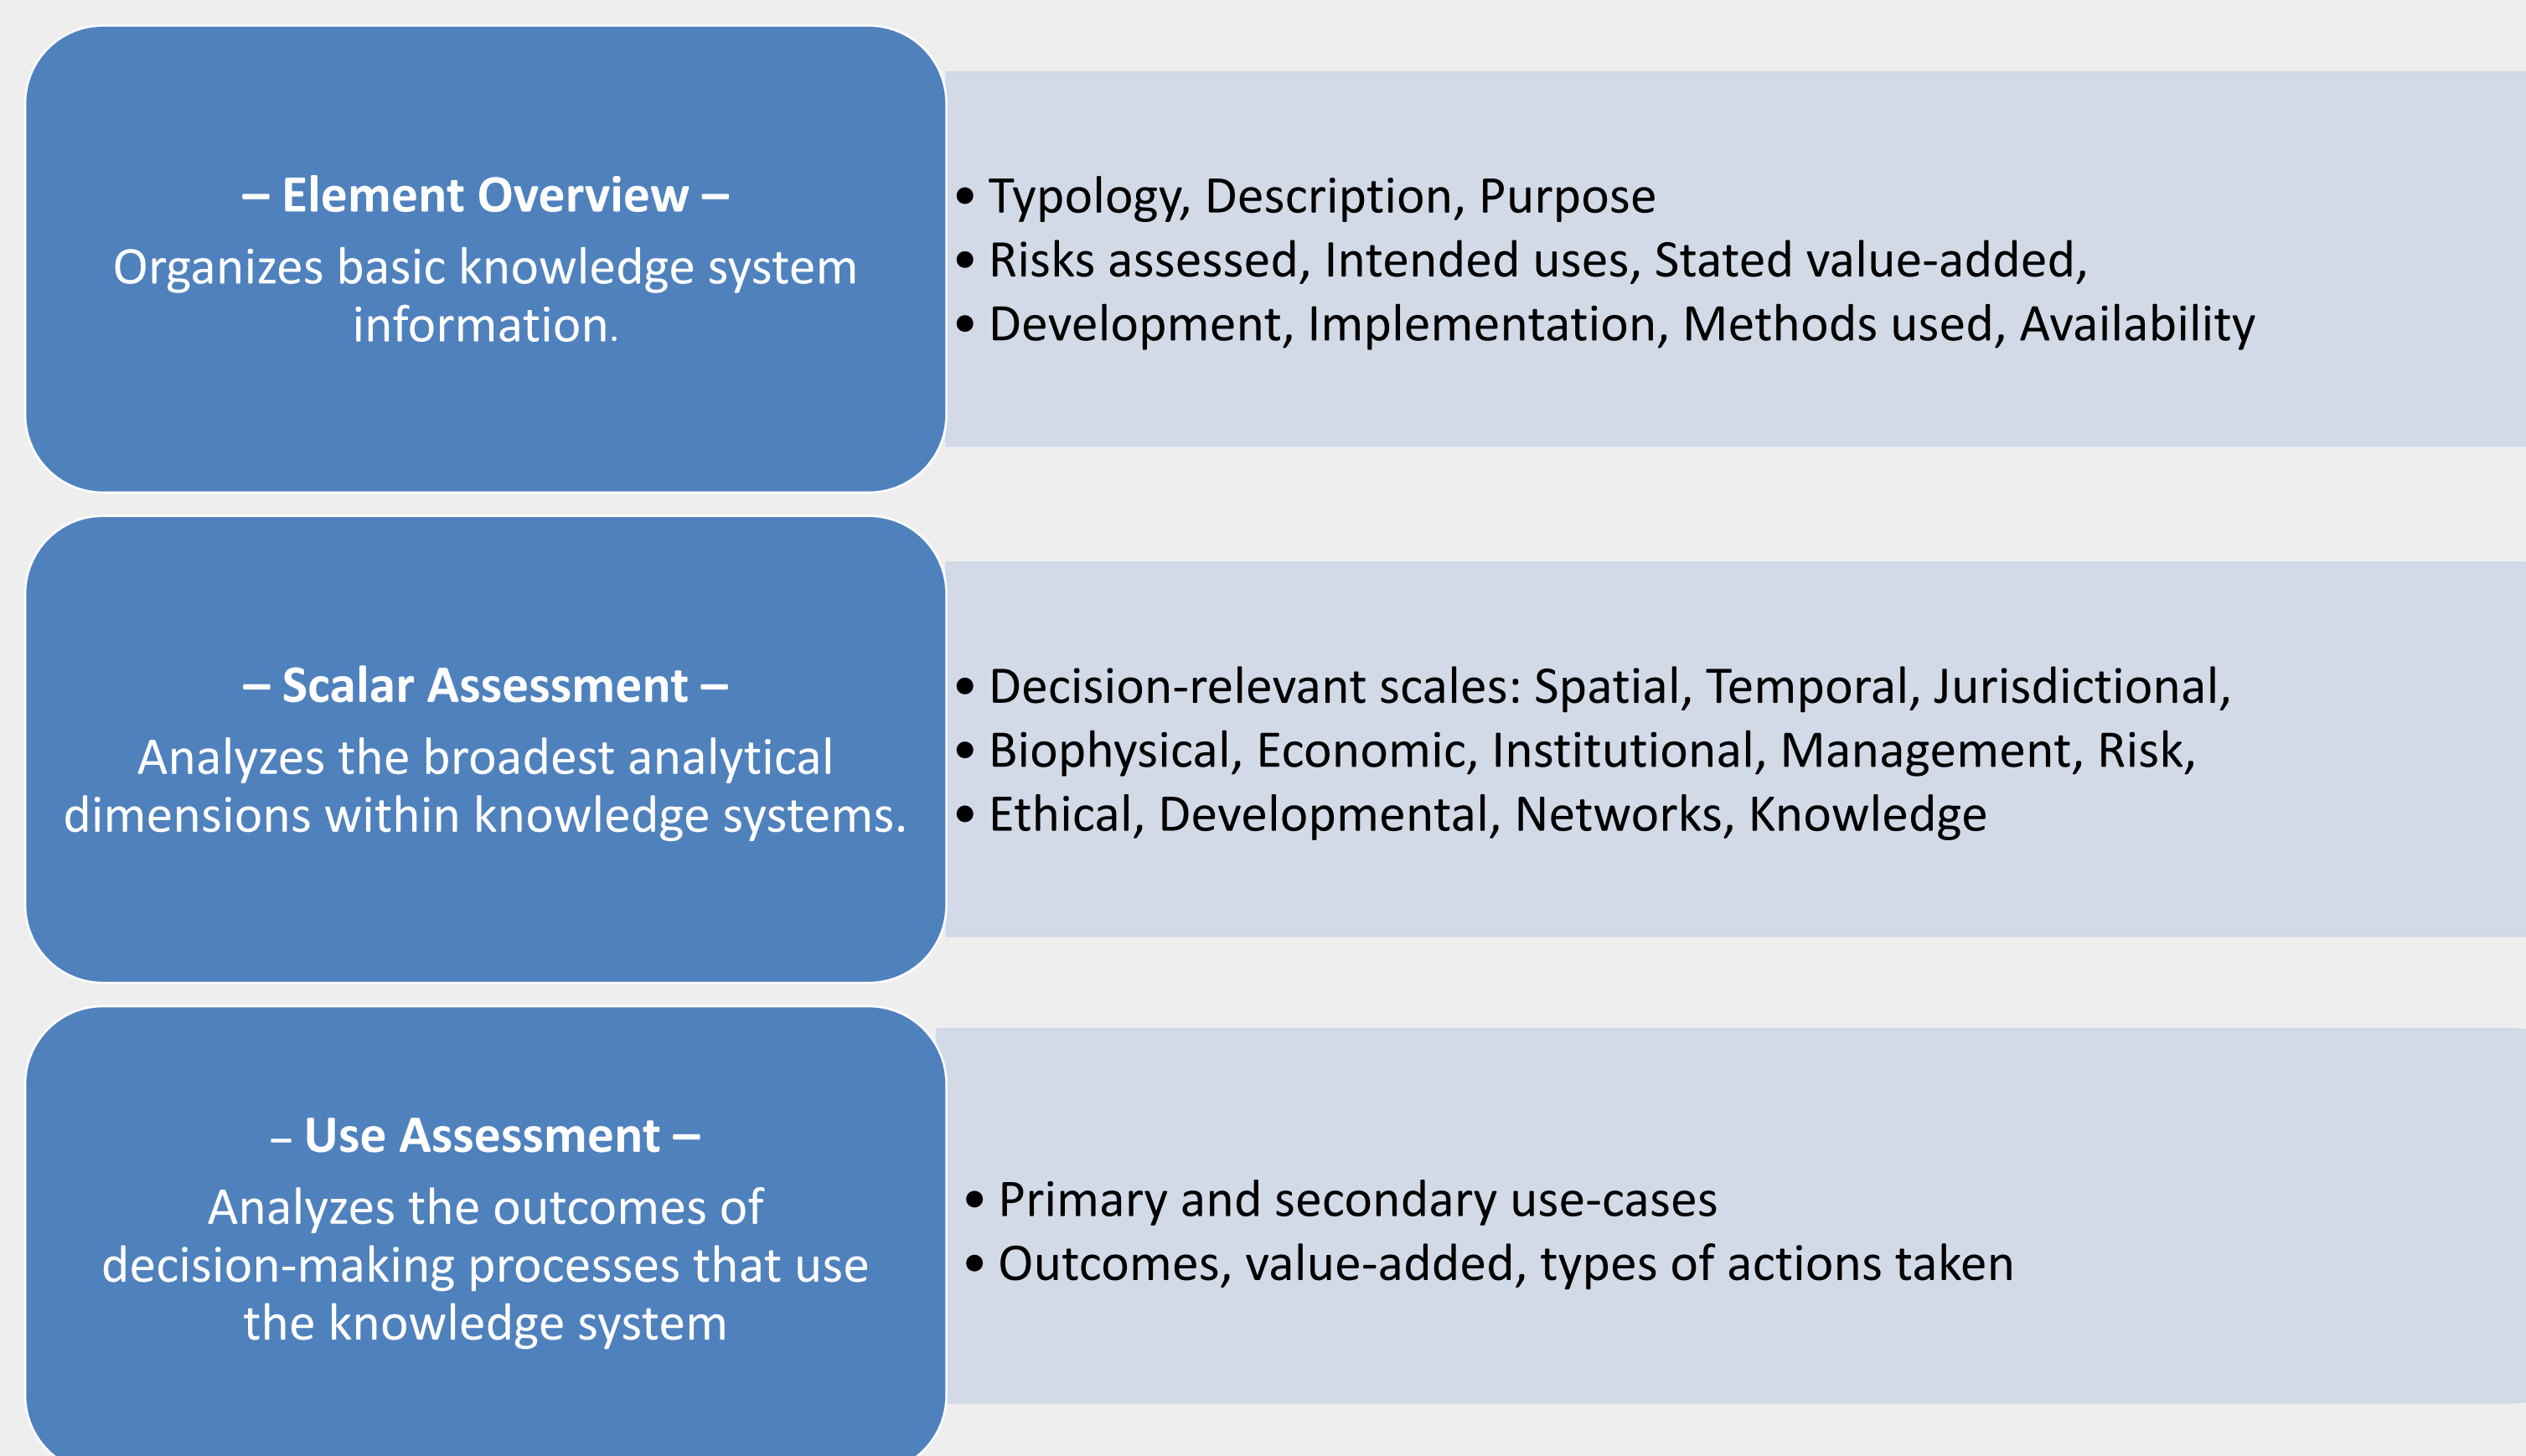 – Element Overview –
Organizes basic knowledge system
information.
• Typology, Description, Purpose
• Risks assessed, Intended uses, Stated value-added,
• Development, Implementation, Methods used, Availability
– Scalar Assessment –
Analyzes the broadest analytical
dimensions within knowledge systems.
• Decision-relevant scales: Spatial, Temporal, Jurisdictional,
• Biophysical, Economic, Institutional, Management, Risk,
• Ethical, Developmental, Networks, Knowledge
– Use Assessment –
Analyzes the outcomes of
decision-making processes that use
the knowledge system
• Primary and secondary use-cases
• Outcomes, value-added, types of actions taken